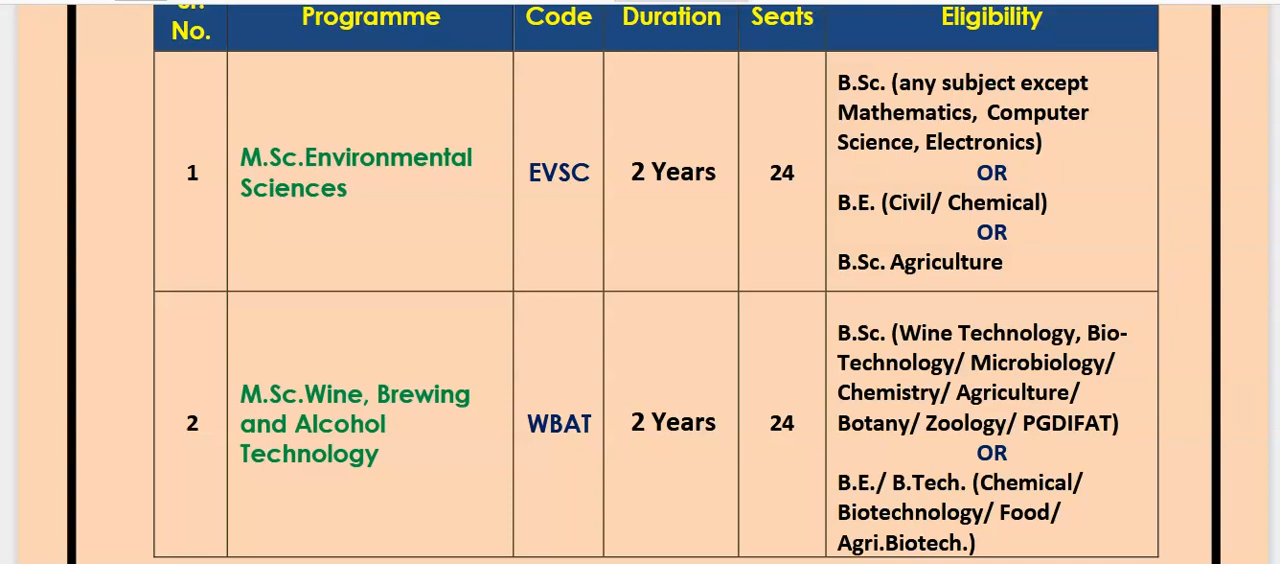 Sr.
No.
Programme
Code
Duration
Seats
Eligibility
1
M.Sc.Environmental
Sciences
EVSC
2 Years
24
B.Sc. (any subject except
Mathematics, Computer
Science, Electronics)
OR
B.E. (Civil/ Chemical)
OR
B.Sc. Agriculture
2
M.Sc.Wine, Brewing
and Alcohol
Technology
WBAT
2 Years
24
B.Sc. (Wine Technology, Bio-
Technology/ Microbiology/
Chemistry/ Agriculture/
Botany/ Zoology/ PGDIFAT)
OR
B.E./ B.Tech. (Chemical/
Biotechnology/ Food/
Agri.Biotech.)